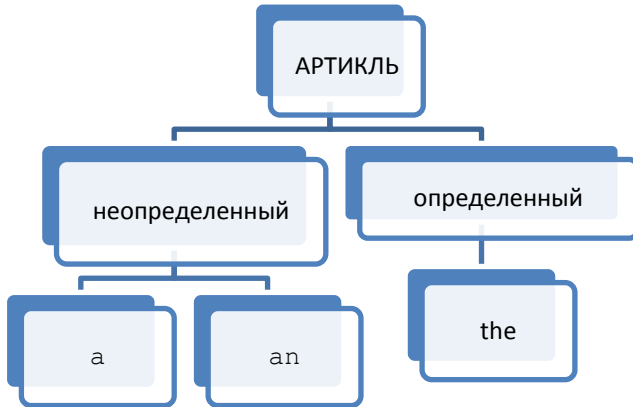 АРТИКЛЬ
неопределенный
определенный
a
an
the